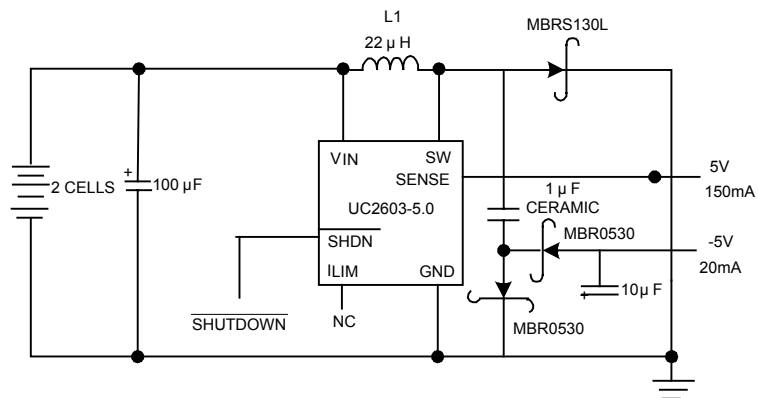 L1
22 µ H
MBRS130L
2 CELLS
+
100 µF
VIN
SW
SENSE
UC2603-5.0
SHDN
ILIM
GND
SHUTDOWN
NC
1 µ F
CERAMIC
MBR0530
MBR0530
+
10µ F
5V
150mA
-5V
20mA